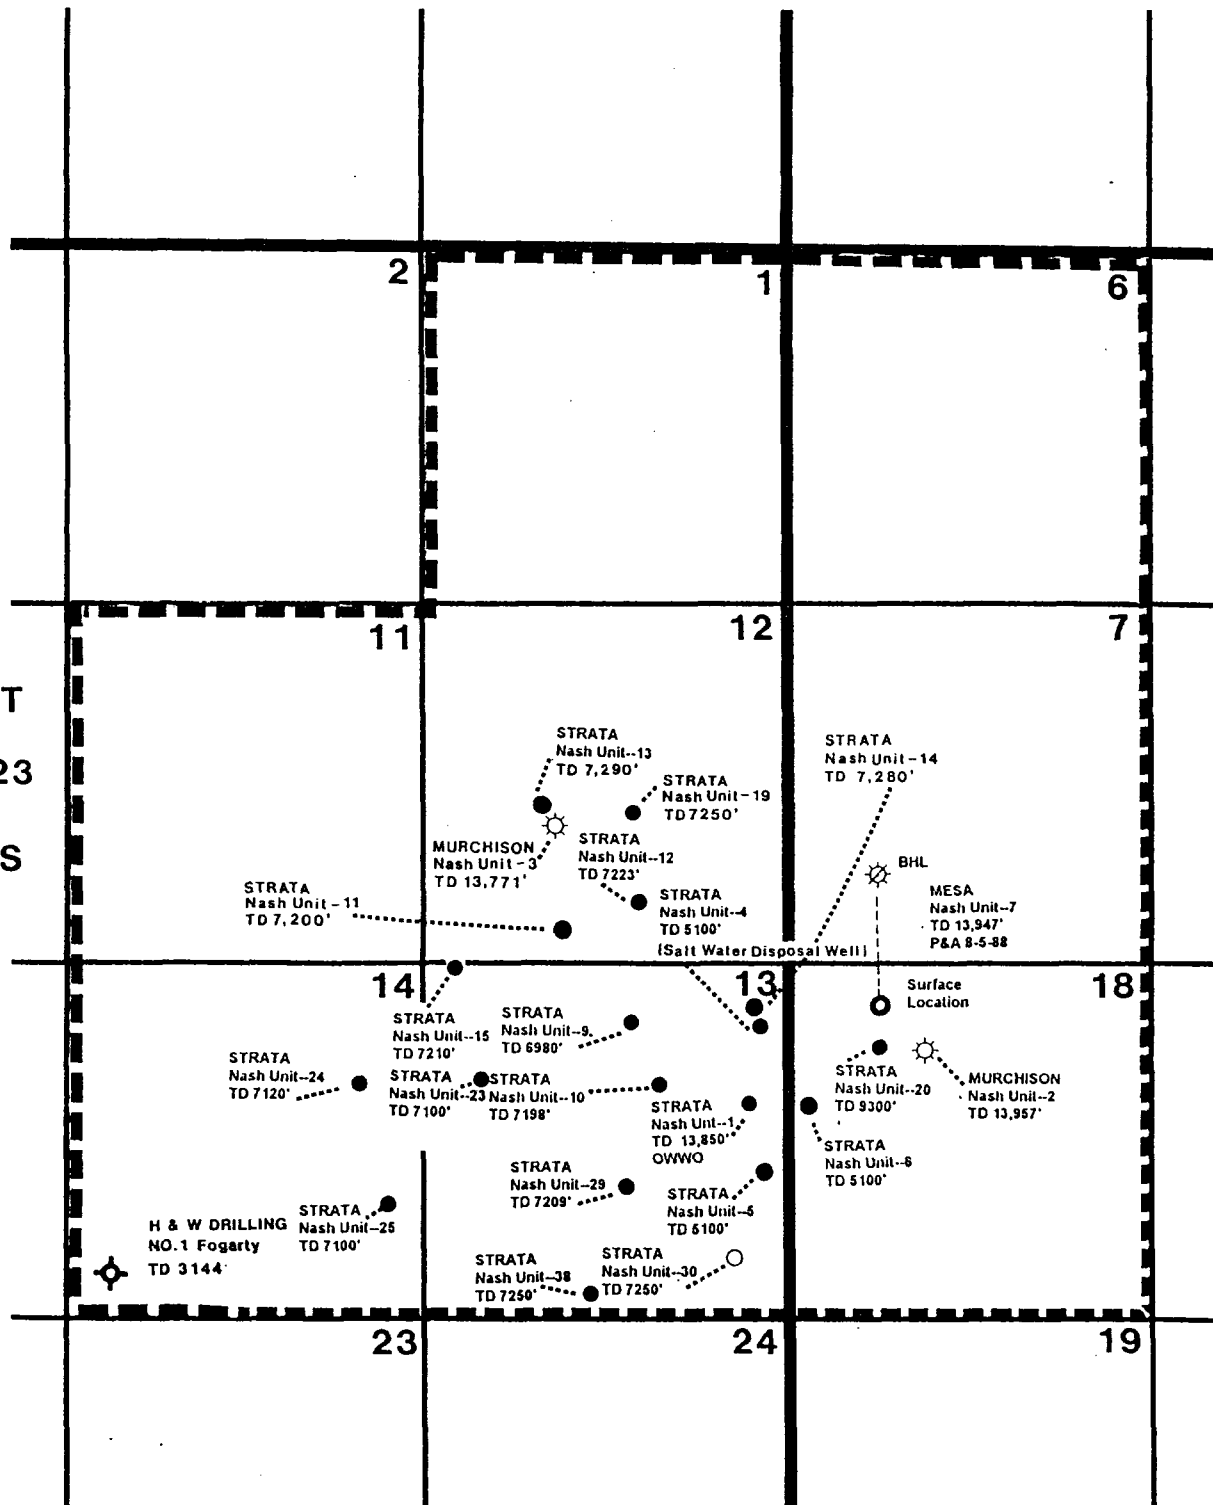 2
1
6
11
12
7
T
23
S
STRATA
Nash Unit--13
TD 7,290'
STRATA
Nash Unit-19
TD7250'
STRATA
Nash Unit-14
TD 7,280'
MURCHISON
Nash Unit-3
TD 13,771'
STRATA
Nash Unit--12
TD 7223'
BHL
MESA
Nash Unit--7
TD 13,947'
P&A 8-5-88
STRATA
Nash Unit-11
TD 7,200'
STRATA
Nash Unit--4
TD 5100'
(Salt Water Disposal Well)
14
13
18
Surface
Location
STRATA
Nash Unit--15
TD 7210'
STRATA
Nash Unit--9
TD 6980'
STRATA
Nash Unit--24
TD 7120'
STRATA
Nash Unit--23
TD 7100'
STRATA
Nash Unit--10
TD 7198'
STRATA
Nash Unt--1
TD 13,850'
OWWO
STRATA
Nash Unit--20
TD 9300'
MURCHISON
Nash Unit--2
TD 13,957'
STRATA
Nash Unit--6
TD 5100'
STRATA
Nash Unit--29
TD 7209'
STRATA
Nash Unit--5
TD 5100'
H & W DRILLING
NO.1 Fogarty
TD 3144'
STRATA
Nash Unit--25
TD 7100'
STRATA
Nash Unit--38
TD 7250'
STRATA
Nash Unit--30
TD 7250'
23
24
19